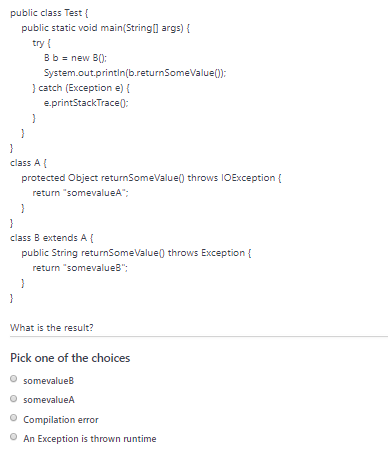 public class Test {
public static void main(String[] args) {
try {
B b = new B();
System.out.println(b.returnSomeValue());
} catch (Exception e) {
e.printStackTrace();
}
}
}
class A {
protected Object returnSomeValue() throws IOException {
return "somevalueA";
}
}
class B extends A {
public String returnSomeValue() throws Exception {
return "somevalueB";
}
}
What is the result?
Pick one of the choices
somevalueB
somevalueA
Compilation error
An Exception is thrown runtime